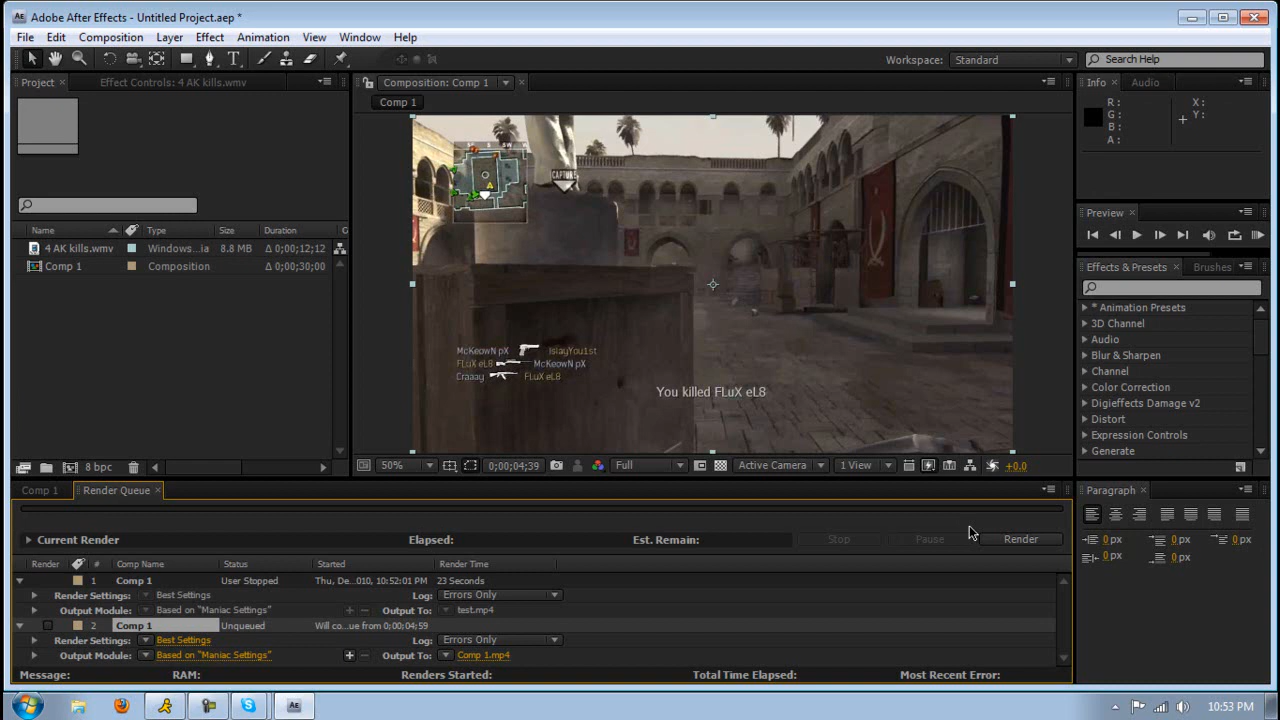 Adobe After Effects - Untitled Project.aep *
File Edit Composition Layer Effect Animation View Window Help
Workspace: Standard Search Help
Project Effect Controls: 4 AK kills.wmv
Composition: Comp 1
Info Audio
Comp 1
R: X:
G: Y:
B:
A:
CAPTURE
A
Preview
Name Type Size Duration
4 AK kills.wmv Windows...ia 8.8 MB Δ 0;00;12;12
Comp 1 Composition Δ 0;00;30;00
Effects & Presets Brushes
* Animation Presets
3D Channel
Audio
Blur & Sharpen
Channel
Color Correction
Digieffects Damage v2
Distort
Expression Controls
Generate
McKeowN pX IslayYou1st
FLuX eL8 McKeowN pX
Craaay FLuX eL8
You killed FLuX eL8
8 bpc
50% 0;00;04;39 Full Active Camera 1 View +0.0
Comp 1 Render Queue
Paragraph
0 px 0 px 0 px
0 px 0 px
Current Render Elapsed: Est. Remain: Stop Pause Render
Render # Comp Name Status Started Render Time
1 Comp 1 User Stopped Thu, De...010, 10:52:01 PM 23 Seconds
Render Settings: Best Settings Log: Errors Only
Output Module: Based on "Maniac Settings" Output To: test.mp4
2 Comp 1 Unqueued Will co...ue from 0;00;04;59
Render Settings: Best Settings Log: Errors Only
Output Module: Based on "Maniac Settings" Output To: Comp 1.mp4
Message: RAM: Renders Started: Total Time Elapsed: Most Recent Error:
10:53 PM